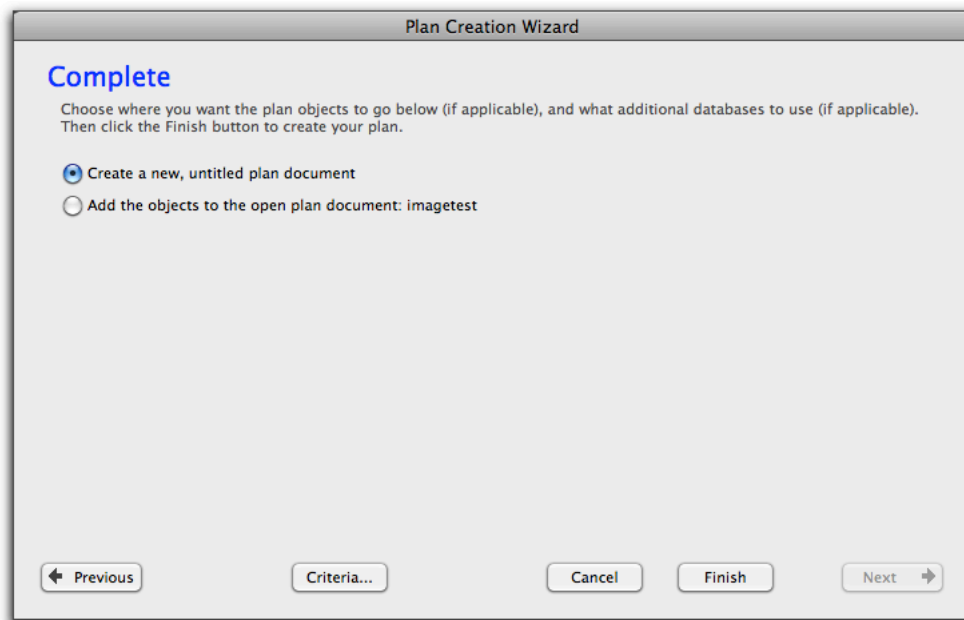 Plan Creation Wizard
Complete
Choose where you want the plan objects to go below (if applicable), and what additional databases to use (if applicable).
Then click the Finish button to create your plan.
Create a new, untitled plan document
Add the objects to the open plan document: imagetest
Previous
Criteria...
Cancel
Finish
Next